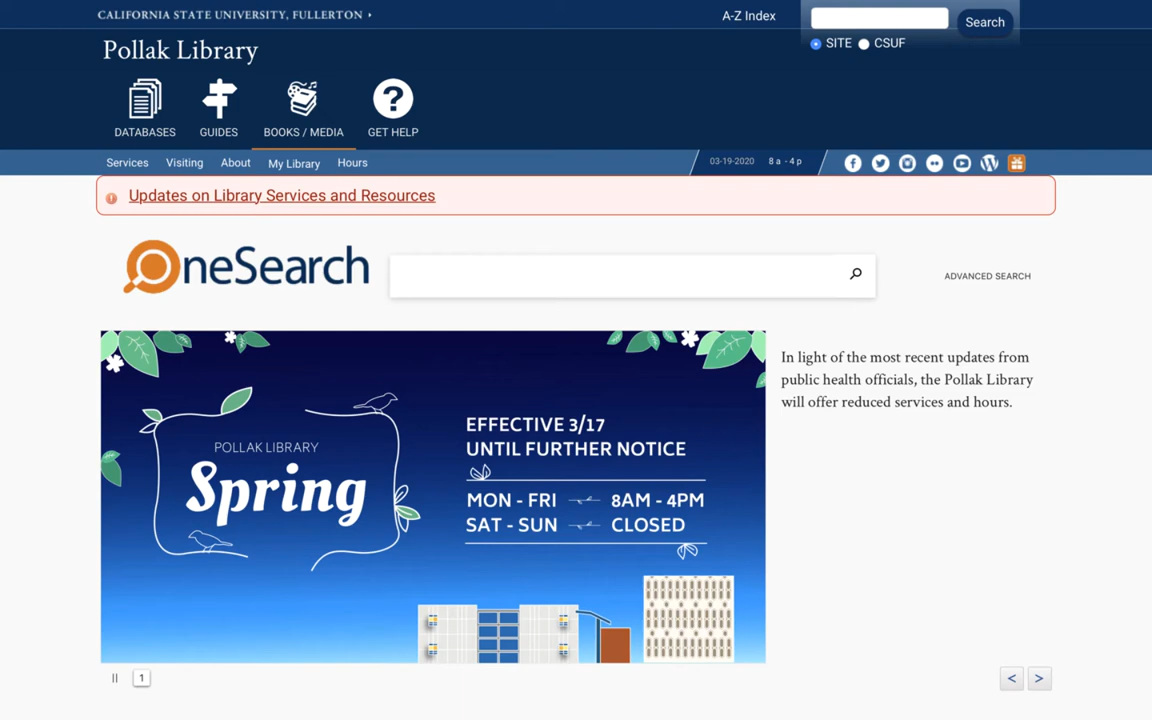 CALIFORNIA STATE UNIVERSITY, FULLERTON
A-Z Index
Search
SITE CSUF
Pollak Library
DATABASES GUIDES BOOKS / MEDIA GET HELP
Services Visiting About My Library Hours 03-19-2020 8 a - 4 p
Updates on Library Services and Resources
OneSearch
ADVANCED SEARCH
POLLAK LIBRARY
Spring
EFFECTIVE 3/17
UNTIL FURTHER NOTICE
MON - FRI 8AM - 4PM
SAT - SUN CLOSED
In light of the most recent updates from
public health officials, the Pollak Library
will offer reduced services and hours.
1 < >